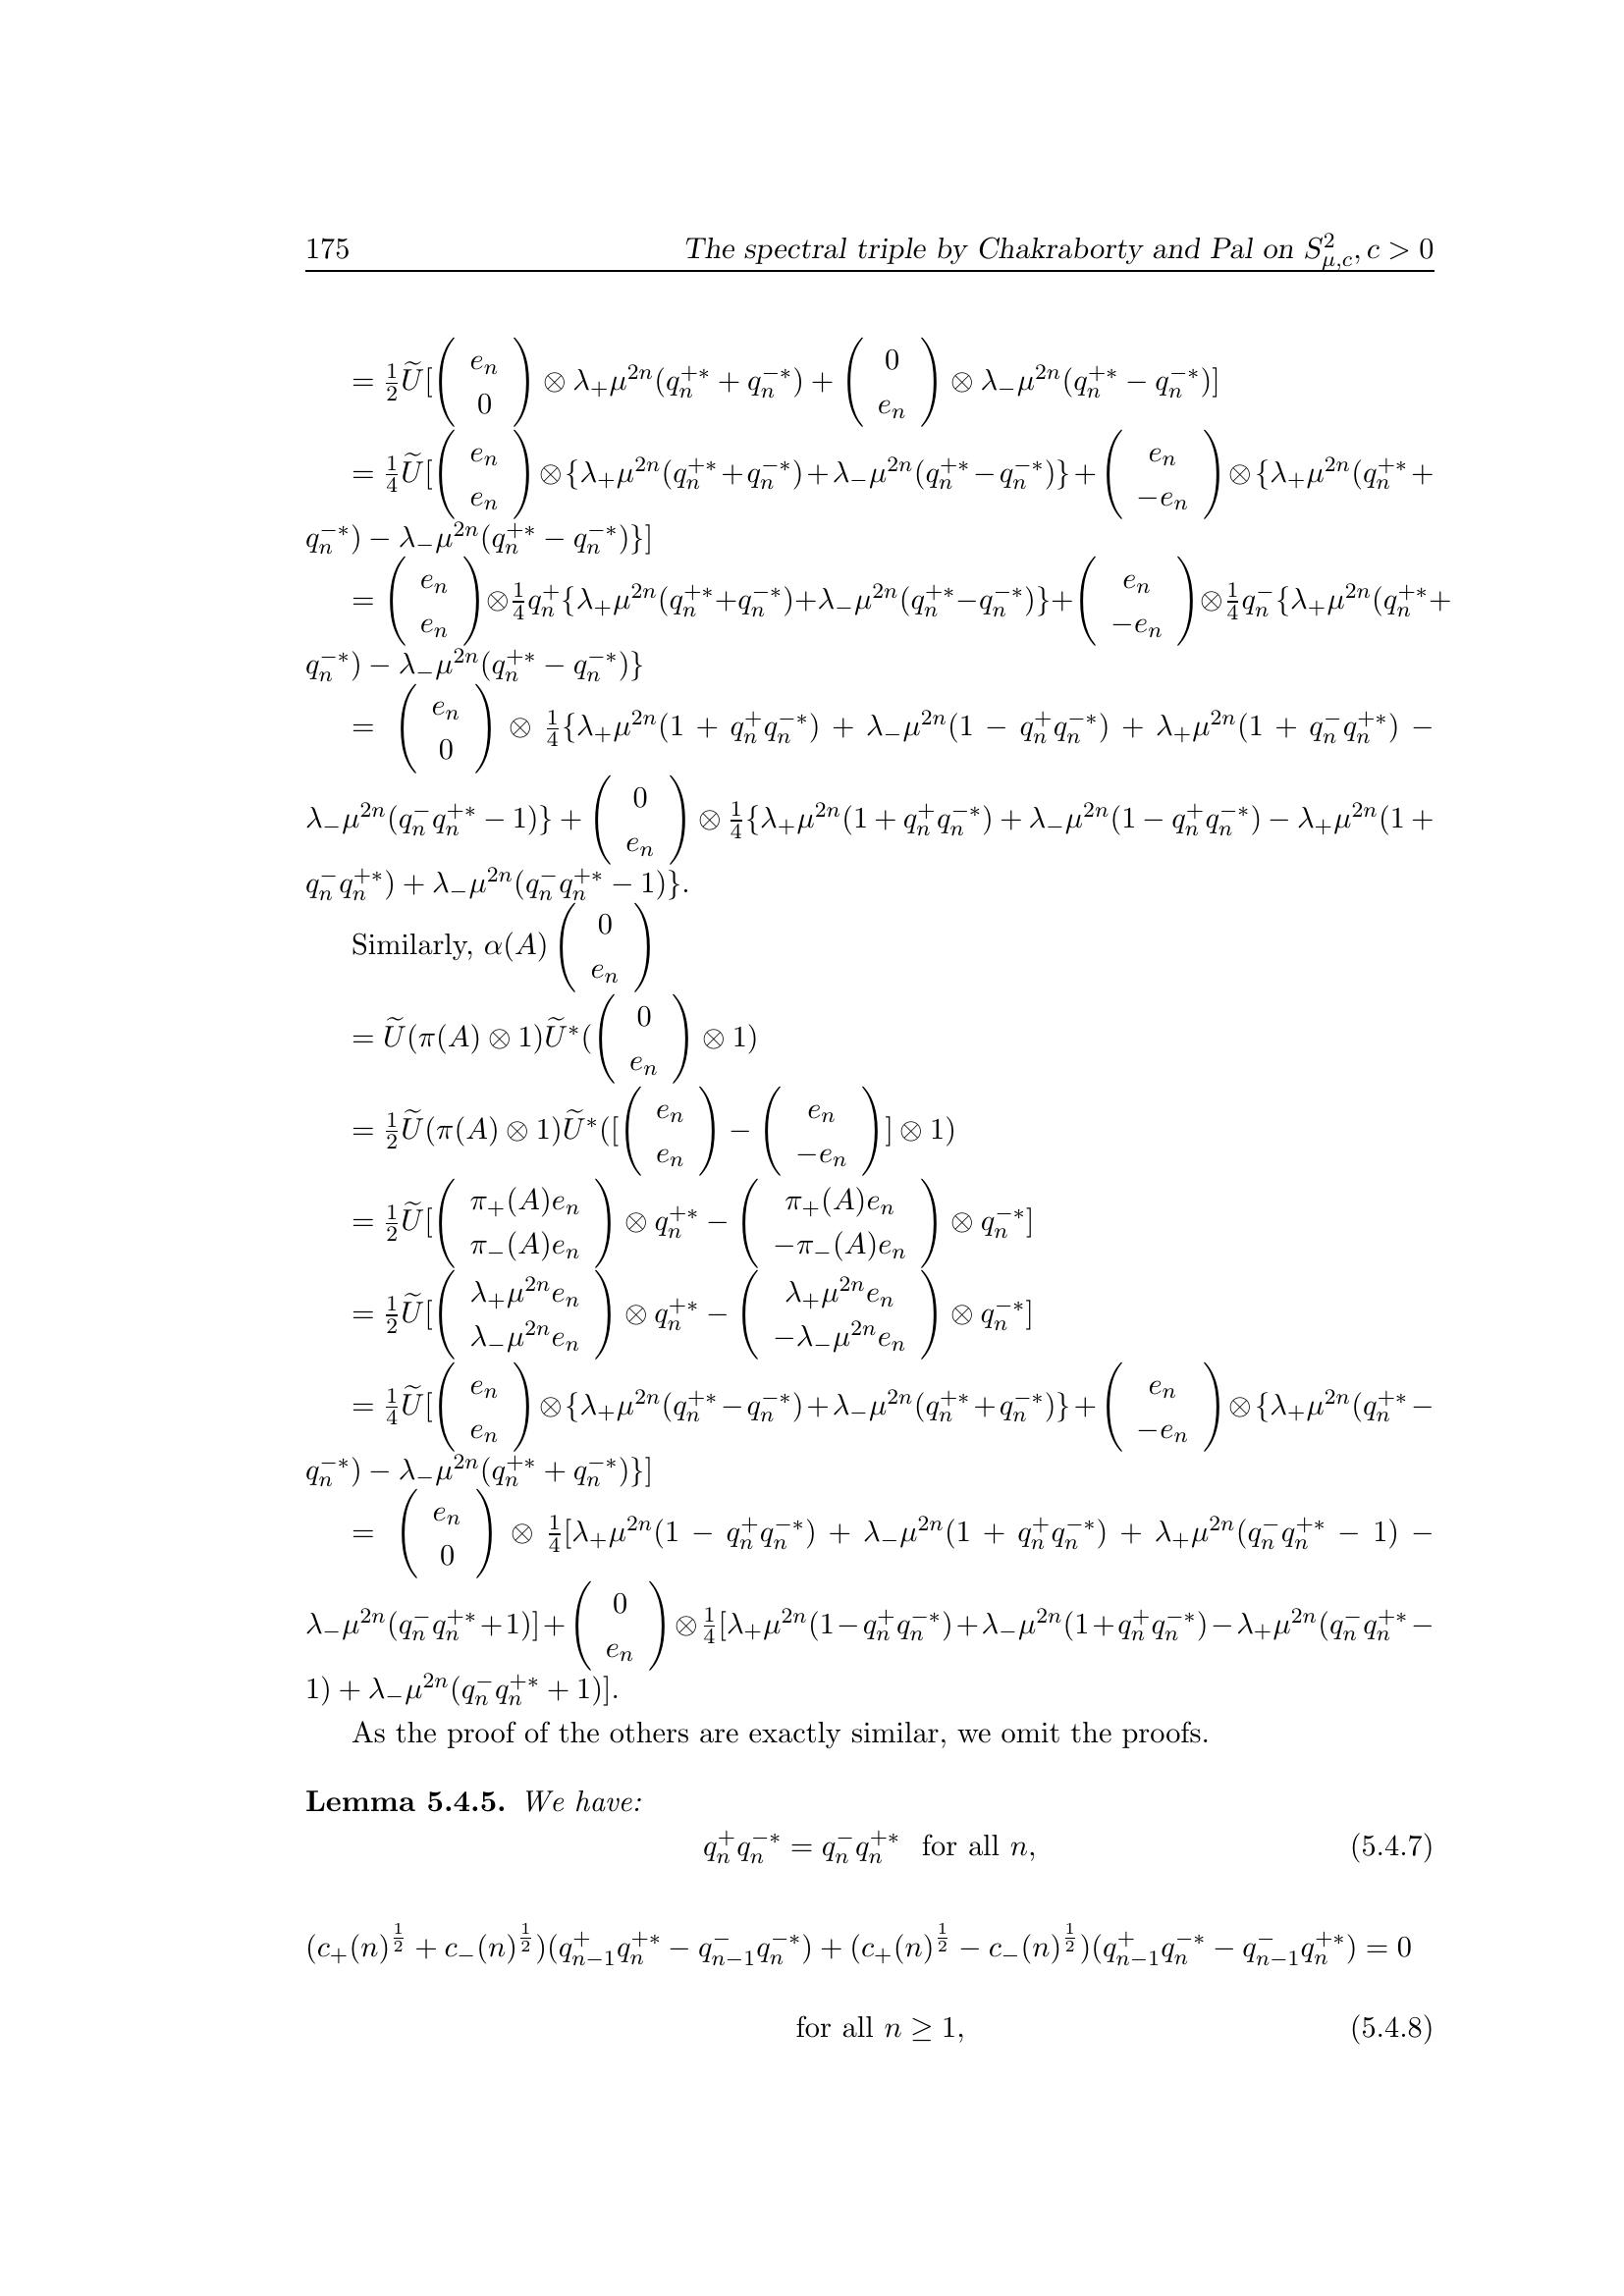 175 The spectral triple by Chakraborty and Pal on $S^2_{\mu,c}, c > 0$
$= \frac{1}{2}\widetilde{U}[\begin{pmatrix} e_n \\ 0 \end{pmatrix} \otimes \lambda_+\mu^{2n}(q_n^{+*} + q_n^{-*}) + \begin{pmatrix} 0 \\ e_n \end{pmatrix} \otimes \lambda_-\mu^{2n}(q_n^{+*} - q_n^{-*})]$
$= \frac{1}{4}\widetilde{U}[\begin{pmatrix} e_n \\ e_n \end{pmatrix} \otimes \{\lambda_+\mu^{2n}(q_n^{+*} + q_n^{-*}) + \lambda_-\mu^{2n}(q_n^{+*} - q_n^{-*})\} + \begin{pmatrix} e_n \\ -e_n \end{pmatrix} \otimes \{\lambda_+\mu^{2n}(q_n^{+*} +$
$q_n^{-*}) - \lambda_-\mu^{2n}(q_n^{+*} - q_n^{-*})\}]$
$= \begin{pmatrix} e_n \\ e_n \end{pmatrix} \otimes \frac{1}{4}q_n^+\{\lambda_+\mu^{2n}(q_n^{+*} + q_n^{-*}) + \lambda_-\mu^{2n}(q_n^{+*} - q_n^{-*})\} + \begin{pmatrix} e_n \\ -e_n \end{pmatrix} \otimes \frac{1}{4}q_n^-\{\lambda_+\mu^{2n}(q_n^{+*} +$
$q_n^{-*}) - \lambda_-\mu^{2n}(q_n^{+*} - q_n^{-*})\}$
$= \begin{pmatrix} e_n \\ 0 \end{pmatrix} \otimes \frac{1}{4}\{\lambda_+\mu^{2n}(1 + q_n^+q_n^{-*}) + \lambda_-\mu^{2n}(1 - q_n^+q_n^{-*}) + \lambda_+\mu^{2n}(1 + q_n^-q_n^{+*}) -$
$\lambda_-\mu^{2n}(q_n^-q_n^{+*} - 1)\} + \begin{pmatrix} 0 \\ e_n \end{pmatrix} \otimes \frac{1}{4}\{\lambda_+\mu^{2n}(1 + q_n^+q_n^{-*}) + \lambda_-\mu^{2n}(1 - q_n^+q_n^{-*}) - \lambda_+\mu^{2n}(1 +$
$q_n^-q_n^{+*}) + \lambda_-\mu^{2n}(q_n^-q_n^{+*} - 1)\}.$
Similarly, $\alpha(A)\begin{pmatrix} 0 \\ e_n \end{pmatrix}$
$= \widetilde{U}(\pi(A) \otimes 1)\widetilde{U}^*(\begin{pmatrix} 0 \\ e_n \end{pmatrix} \otimes 1)$
$= \frac{1}{2}\widetilde{U}(\pi(A) \otimes 1)\widetilde{U}^*([\begin{pmatrix} e_n \\ e_n \end{pmatrix} - \begin{pmatrix} e_n \\ -e_n \end{pmatrix}] \otimes 1)$
$= \frac{1}{2}\widetilde{U}[\begin{pmatrix} \pi_+(A)e_n \\ \pi_-(A)e_n \end{pmatrix} \otimes q_n^{+*} - \begin{pmatrix} \pi_+(A)e_n \\ -\pi_-(A)e_n \end{pmatrix} \otimes q_n^{-*}]$
$= \frac{1}{2}\widetilde{U}[\begin{pmatrix} \lambda_+\mu^{2n}e_n \\ \lambda_-\mu^{2n}e_n \end{pmatrix} \otimes q_n^{+*} - \begin{pmatrix} \lambda_+\mu^{2n}e_n \\ -\lambda_-\mu^{2n}e_n \end{pmatrix} \otimes q_n^{-*}]$
$= \frac{1}{4}\widetilde{U}[\begin{pmatrix} e_n \\ e_n \end{pmatrix} \otimes \{\lambda_+\mu^{2n}(q_n^{+*} - q_n^{-*}) + \lambda_-\mu^{2n}(q_n^{+*} + q_n^{-*})\} + \begin{pmatrix} e_n \\ -e_n \end{pmatrix} \otimes \{\lambda_+\mu^{2n}(q_n^{+*} -$
$q_n^{-*}) - \lambda_-\mu^{2n}(q_n^{+*} + q_n^{-*})\}]$
$= \begin{pmatrix} e_n \\ 0 \end{pmatrix} \otimes \frac{1}{4}[\lambda_+\mu^{2n}(1 - q_n^+q_n^{-*}) + \lambda_-\mu^{2n}(1 + q_n^+q_n^{-*}) + \lambda_+\mu^{2n}(q_n^-q_n^{+*} - 1) -$
$\lambda_-\mu^{2n}(q_n^-q_n^{+*} + 1)] + \begin{pmatrix} 0 \\ e_n \end{pmatrix} \otimes \frac{1}{4}[\lambda_+\mu^{2n}(1 - q_n^+q_n^{-*}) + \lambda_-\mu^{2n}(1 + q_n^+q_n^{-*}) - \lambda_+\mu^{2n}(q_n^-q_n^{+*} -$
$1) + \lambda_-\mu^{2n}(q_n^-q_n^{+*} + 1)].$
As the proof of the others are exactly similar, we omit the proofs.
Lemma 5.4.5. We have:
$q_n^+q_n^{-*} = q_n^-q_n^{+*}$ for all $n$, (5.4.7)
$(c_+(n)^{\frac{1}{2}} + c_-(n)^{\frac{1}{2}})(q_{n-1}^+q_n^{+*} - q_{n-1}^-q_n^{-*}) + (c_+(n)^{\frac{1}{2}} - c_-(n)^{\frac{1}{2}})(q_{n-1}^+q_n^{-*} - q_{n-1}^-q_n^{+*}) = 0$
for all $n \geq 1$, (5.4.8)